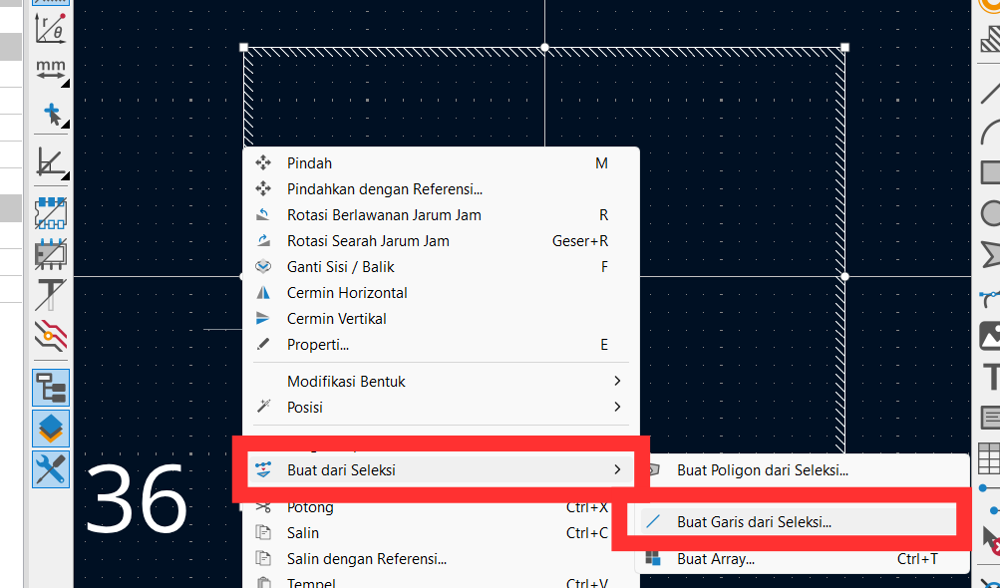 r
θ
mm
Pindah M
Pindahkan dengan Referensi...
Rotasi Berlawanan Jarum Jam R
Rotasi Searah Jarum Jam Geser+R
Ganti Sisi / Balik F
Cermin Horizontal
Cermin Vertikal
Properti... E
Modifikasi Bentuk
Posisi
Buat dari Seleksi
Buat Poligon dari Seleksi...
Buat Garis dari Seleksi...
Buat Array... Ctrl+T
Potong Ctrl+X
Salin Ctrl+C
Salin dengan Referensi...
Tempel Ctrl+V
36
T
T